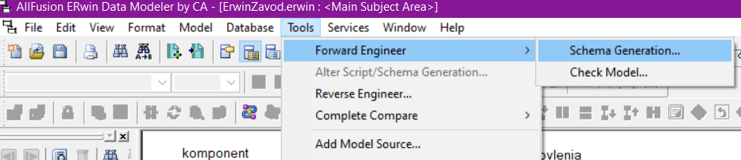 AllFusion ERwin Data Modeler by CA - [ErwinZavod.erwin : <Main Subject Area>]
File Edit View Format Model Database Tools Services Window Help
Forward Engineer
Schema Generation...
Alter Script/Schema Generation...
Check Model...
Reverse Engineer...
Complete Compare
Add Model Source...
komponent